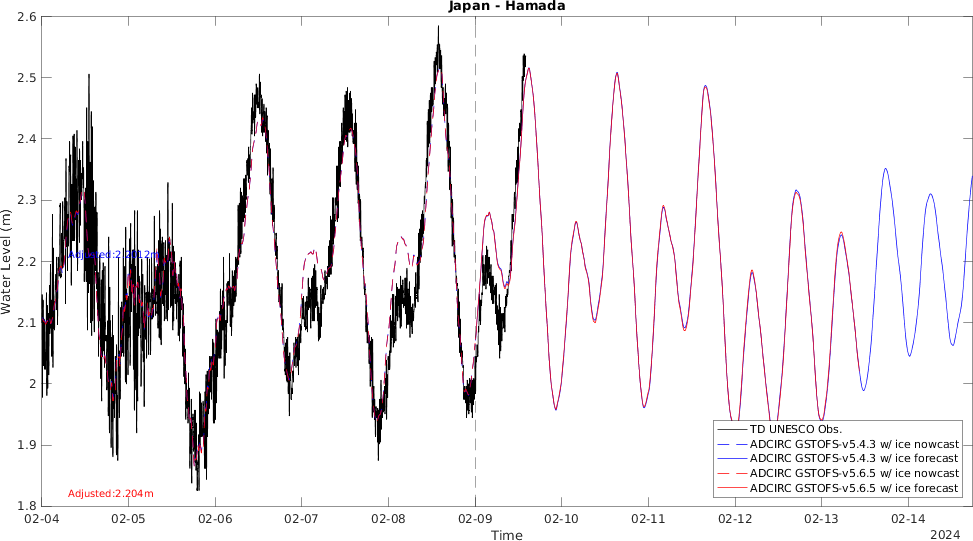 Japan - Hamada
2.6
2.5
2.4
2.3
2.2
2.1
2
1.9
1.8
Water Level (m)
Adjusted:2.204m
TD UNESCO Obs.
ADCIRC GSTOFS-v5.4.3 w/ ice nowcast
ADCIRC GSTOFS-v5.4.3 w/ ice forecast
ADCIRC GSTOFS-v5.6.5 w/ ice nowcast
ADCIRC GSTOFS-v5.6.5 w/ ice forecast
02-04 02-05 02-06 02-07 02-08 02-09 02-10 02-11 02-12 02-13 02-14
Time
2024